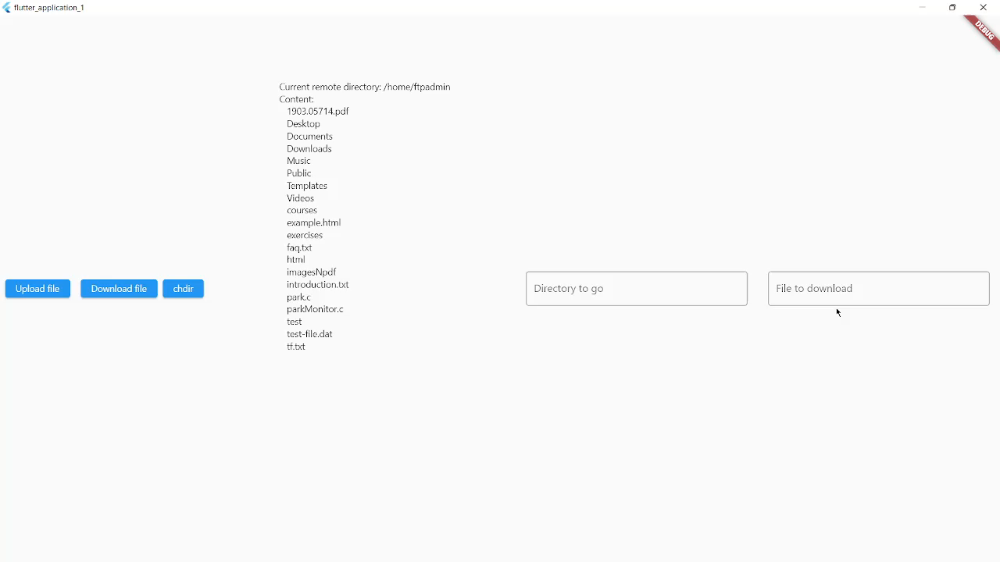 flutter_application_1
DEBUG
Current remote directory: /home/ftpadmin
Content:
1903.05714.pdf
Desktop
Documents
Downloads
Music
Public
Templates
Videos
courses
example.html
exercises
faq.txt
html
imagesNpdf
introduction.txt
park.c
parkMonitor.c
test
test-file.dat
tf.txt
Upload file
Download file
chdir
Directory to go
File to download